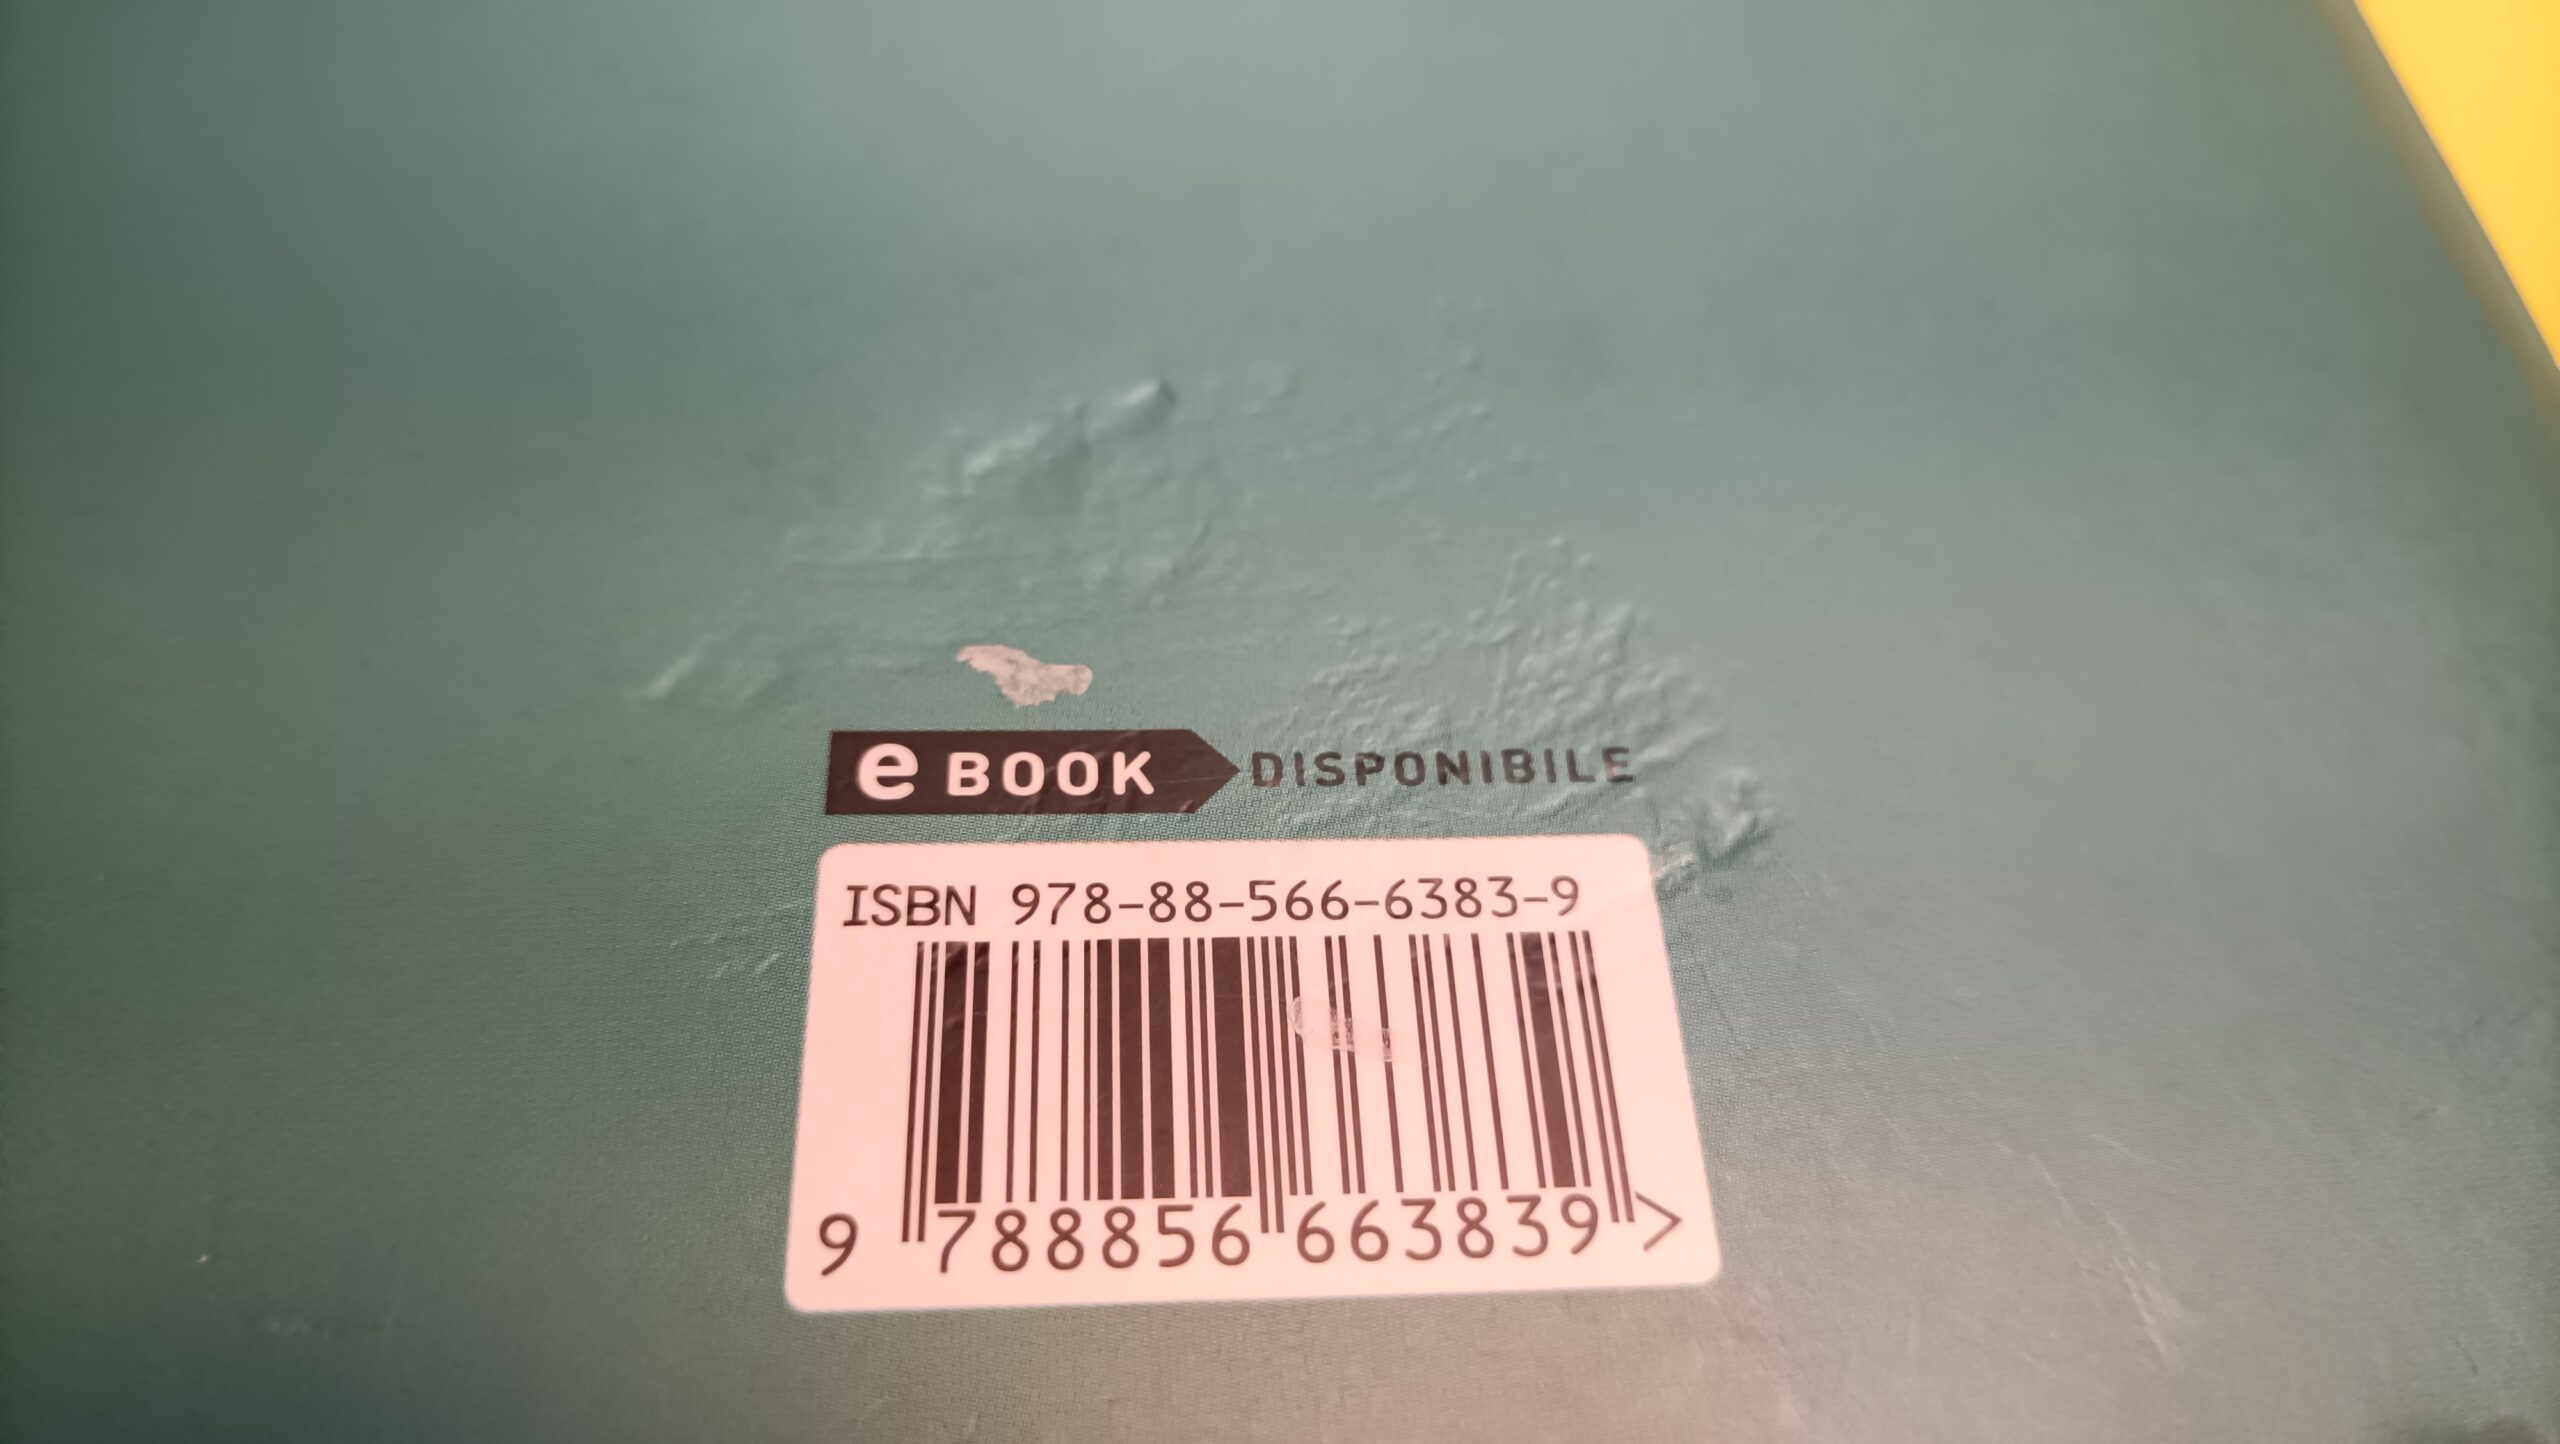 e BOOK DISPONIBILE
ISBN 978-88-566-6383-9
9 788856 663839 >